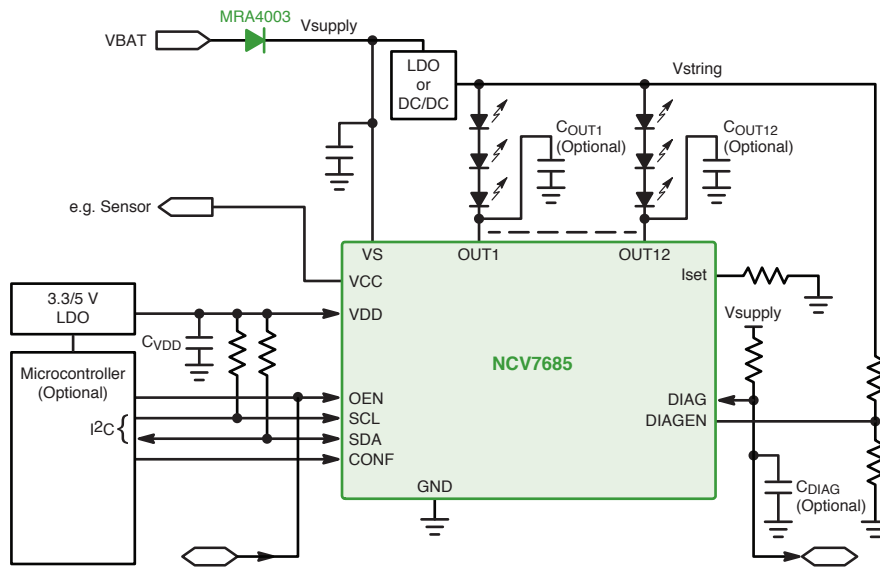 MRA4003
VBAT
Vsupply
LDO
or
DC/DC
Vstring
COUT1
(Optional)
COUT12
(Optional)
e.g. Sensor
VS
OUT1
OUT12
VCC
Iset
3.3/5 V
LDO
VDD
Vsupply
CVDD
NCV7685
Microcontroller
(Optional)
OEN
DIAG
I2C {
SCL
DIAGEN
SDA
CONF
GND
CDIAG
(Optional)